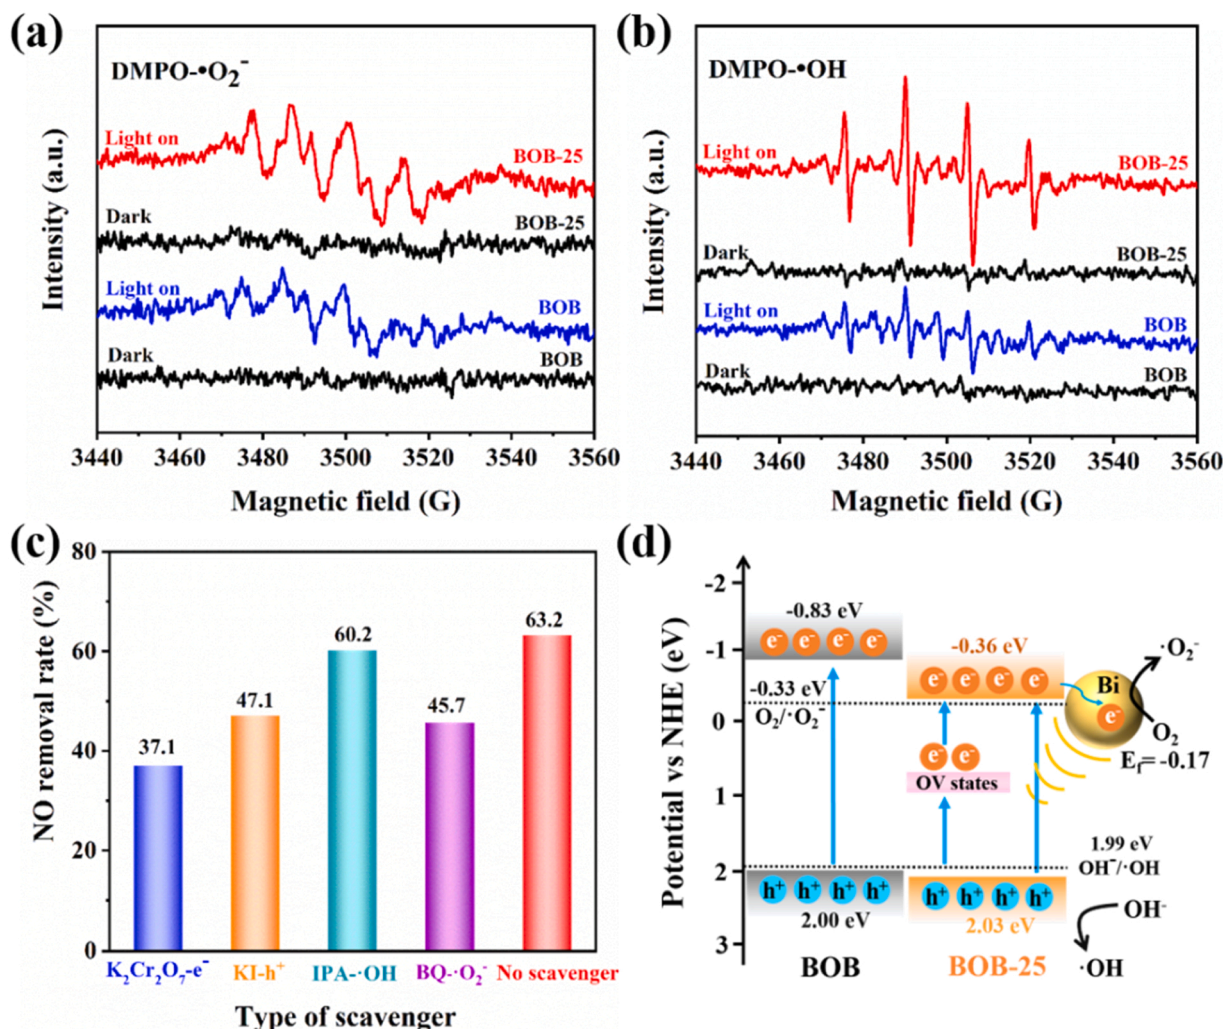 (a)
DMPO-•O₂⁻
Light on
BOB-25
Dark
BOB-25
Light on
BOB
Dark
BOB
Intensity (a.u.)
3440 3460 3480 3500 3520 3540 3560
Magnetic field (G)
(b)
DMPO-•OH
Light on
BOB-25
Dark
BOB-25
Light on
BOB
Dark
BOB
Intensity (a.u.)
3440 3460 3480 3500 3520 3540 3560
Magnetic field (G)
(c)
NO removal rate (%)
80
60
40
20
0
37.1
47.1
60.2
45.7
63.2
K₂Cr₂O₇-e⁻ KI-h⁺ IPA-·OH BQ-·O₂⁻ No scavenger
Type of scavenger
(d)
Potential vs NHE (eV)
-2
-1
0
1
2
3
-0.83 eV
e⁻ e⁻ e⁻ e⁻
-0.36 eV
e⁻ e⁻ e⁻ e⁻
-0.33 eV
O₂/·O₂⁻
Bi
e⁻
·O₂⁻
O₂
E_f= -0.17
e⁻ e⁻
OV states
1.99 eV
OH⁻/·OH
h⁺ h⁺ h⁺ h⁺
2.00 eV
h⁺ h⁺ h⁺ h⁺
2.03 eV
OH⁻
·OH
BOB
BOB-25